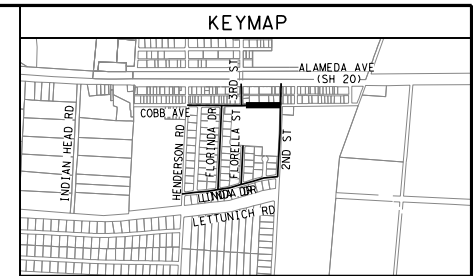 KEYMAP
ALAMEDA AVE
(SH 20)
3RD ST
COBB AVE
INDIAN HEAD RD
HENDERSON RD
FLORINDA DR
FLORELLA ST
2ND ST
LETTUNICH RD